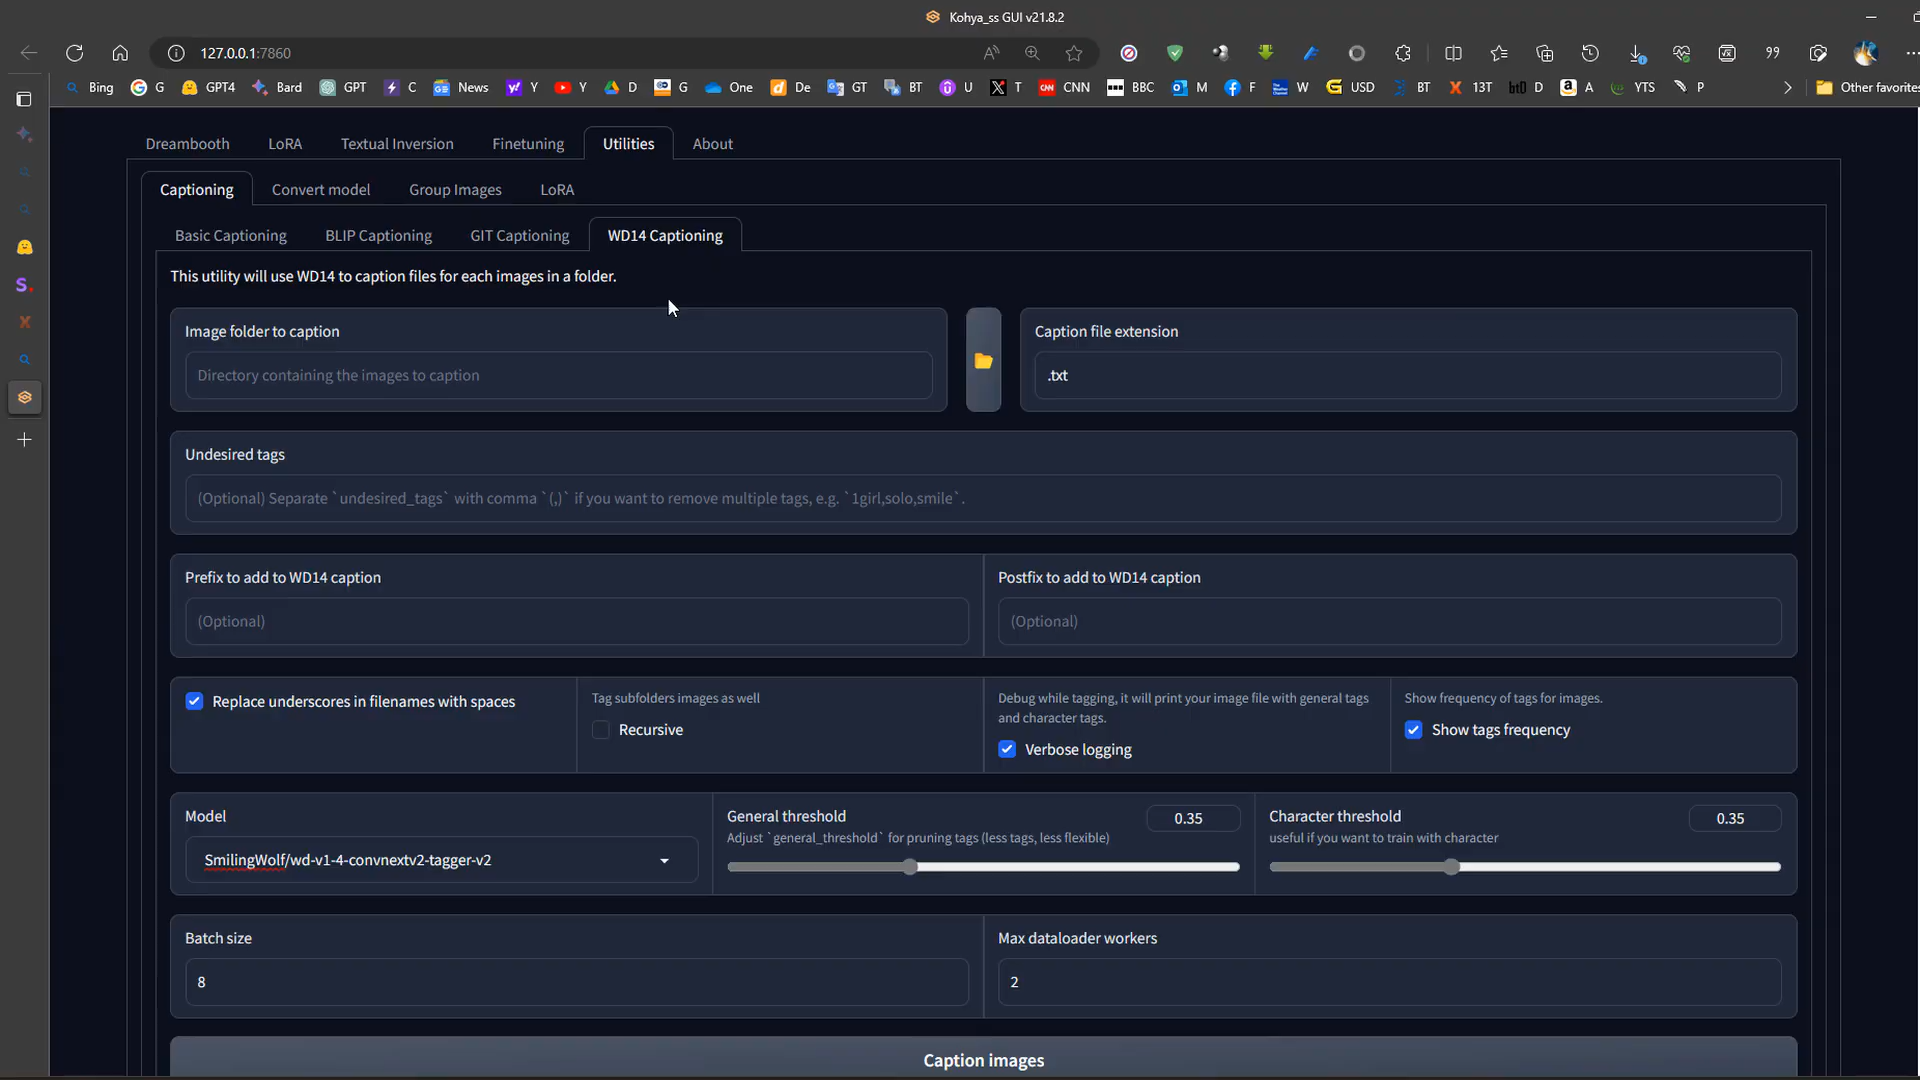 Kohya_ss GUI v21.8.2
127.0.0.1:7860
Bing G GPT4 Bard GPT C News Y Y D G One De GT BT U T CNN BBC M F W USD BT 13T D A YTS P Other favorites
Dreambooth LoRA Textual Inversion Finetuning Utilities About
Captioning Convert model Group Images LoRA
Basic Captioning BLIP Captioning GIT Captioning WD14 Captioning
This utility will use WD14 to caption files for each images in a folder.
Image folder to caption
Directory containing the images to caption
Caption file extension
.txt
Undesired tags
(Optional) Separate `undesired_tags` with comma `(,)` if you want to remove multiple tags, e.g. `1girl,solo,smile`.
Prefix to add to WD14 caption
(Optional)
Postfix to add to WD14 caption
(Optional)
Replace underscores in filenames with spaces
Tag subfolders images as well
Recursive
Debug while tagging, it will print your image file with general tags
and character tags.
Verbose logging
Show frequency of tags for images.
Show tags frequency
Model
SmilingWolf/wd-v1-4-convnextv2-tagger-v2
General threshold
0.35
Adjust `general_threshold` for pruning tags (less tags, less flexible)
Character threshold
0.35
useful if you want to train with character
Batch size
8
Max dataloader workers
2
Caption images